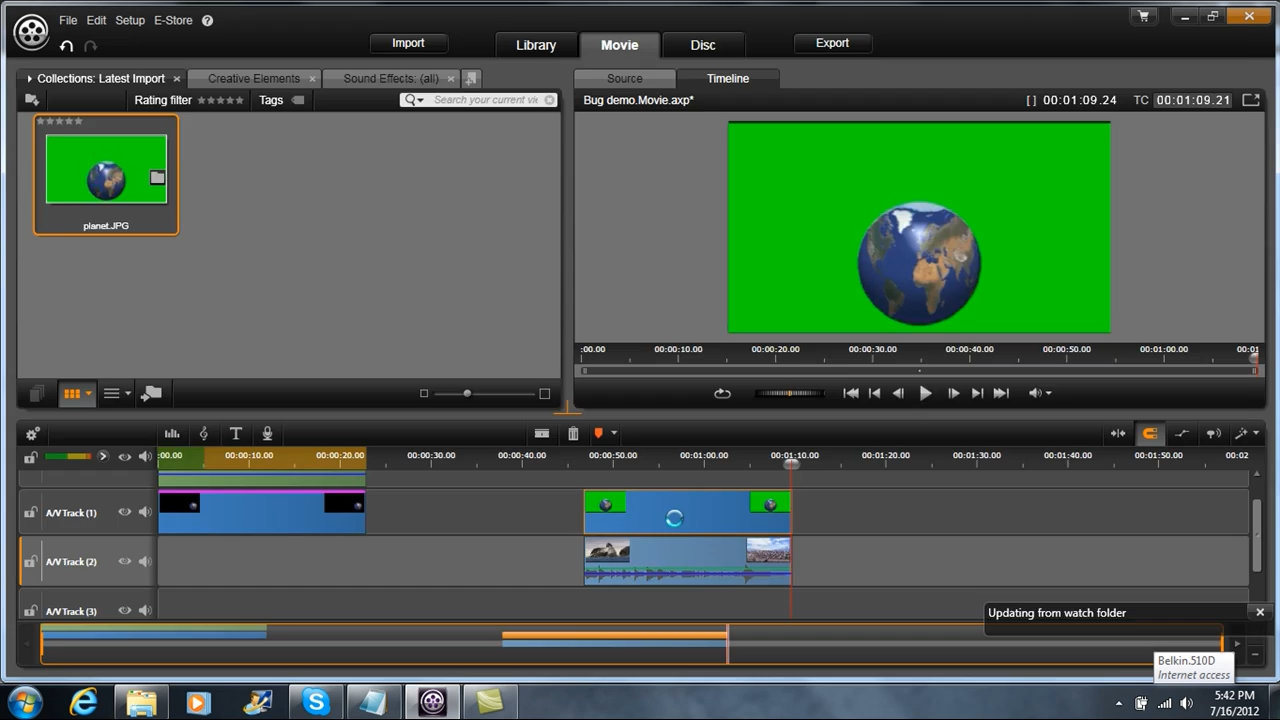 File Edit Setup E-Store ?
Import Library Movie Disc Export
Collections: Latest Import Creative Elements Sound Effects: (all)
Source Timeline
Rating filter Tags Search your current vi
Bug demo.Movie.axp* [ ] 00:01:09.24 TC 00:01:09.21
planet.JPG
:00.00 00:00:10.00 00:00:20.00 00:00:30.00 00:00:40.00 00:00:50.00 00:01:00.00 00:01
:00.00 00:00:10.00 00:00:20.00 00:00:30.00 00:00:40.00 00:00:50.00 00:01:00.00 00:01:10.00 00:01:20.00 00:01:30.00 00:01:40.00 00:01:50.00 00:02
A/V Track (1)
A/V Track (2)
A/V Track (3)
Updating from watch folder
Belkin.510D
Internet access
5:42 PM
7/16/2012